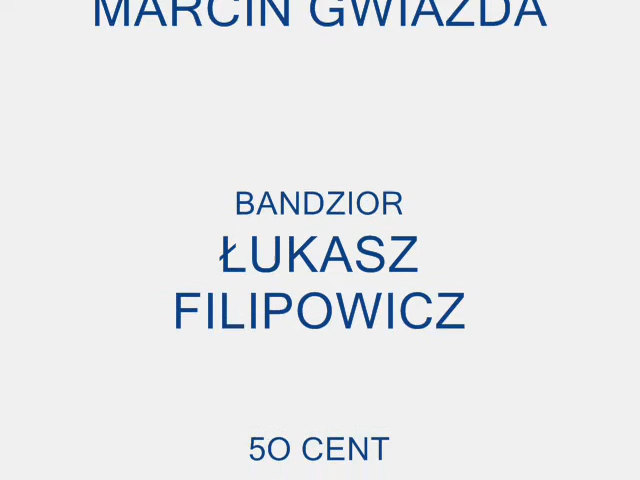 MARCIN GWIAZDA
BANDZIOR
ŁUKASZ
FILIPOWICZ
5O CENT